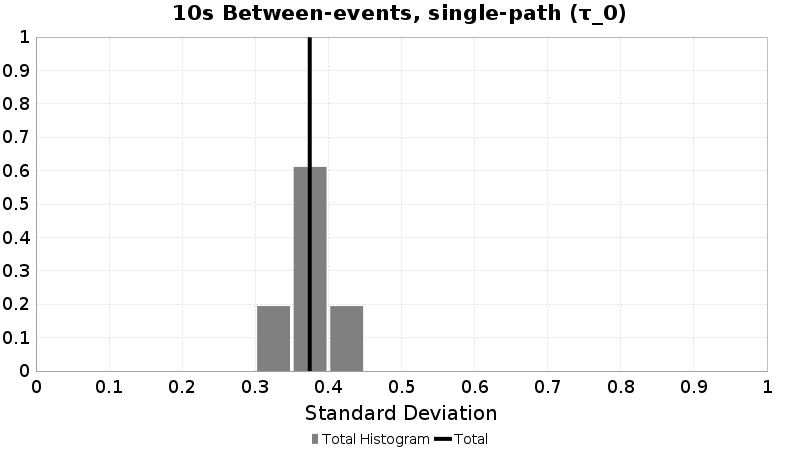 10s Between-events, single-path (τ_0)
1
0.9
0.8
0.7
0.6
0.5
0.4
0.3
0.2
0.1
0
0 0.1 0.2 0.3 0.4 0.5 0.6 0.7 0.8 0.9 1
Standard Deviation
Total Histogram Total